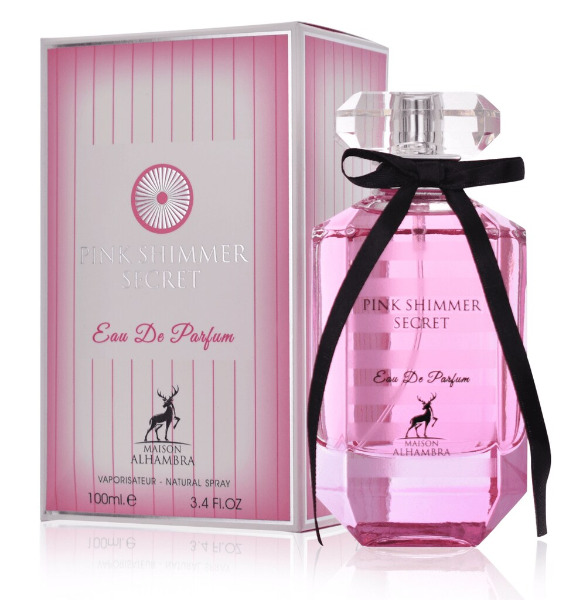 PINK SHIMMER
SECRET
Eau De Parfum
MAISON
ALHAMBRA
VAPORISATEUR - NATURAL SPRAY
100ml.e 3.4 Fl.OZ
PINK SHIMMER
SECRET
Eau De Parfum
MAISON
ALHAMBRA